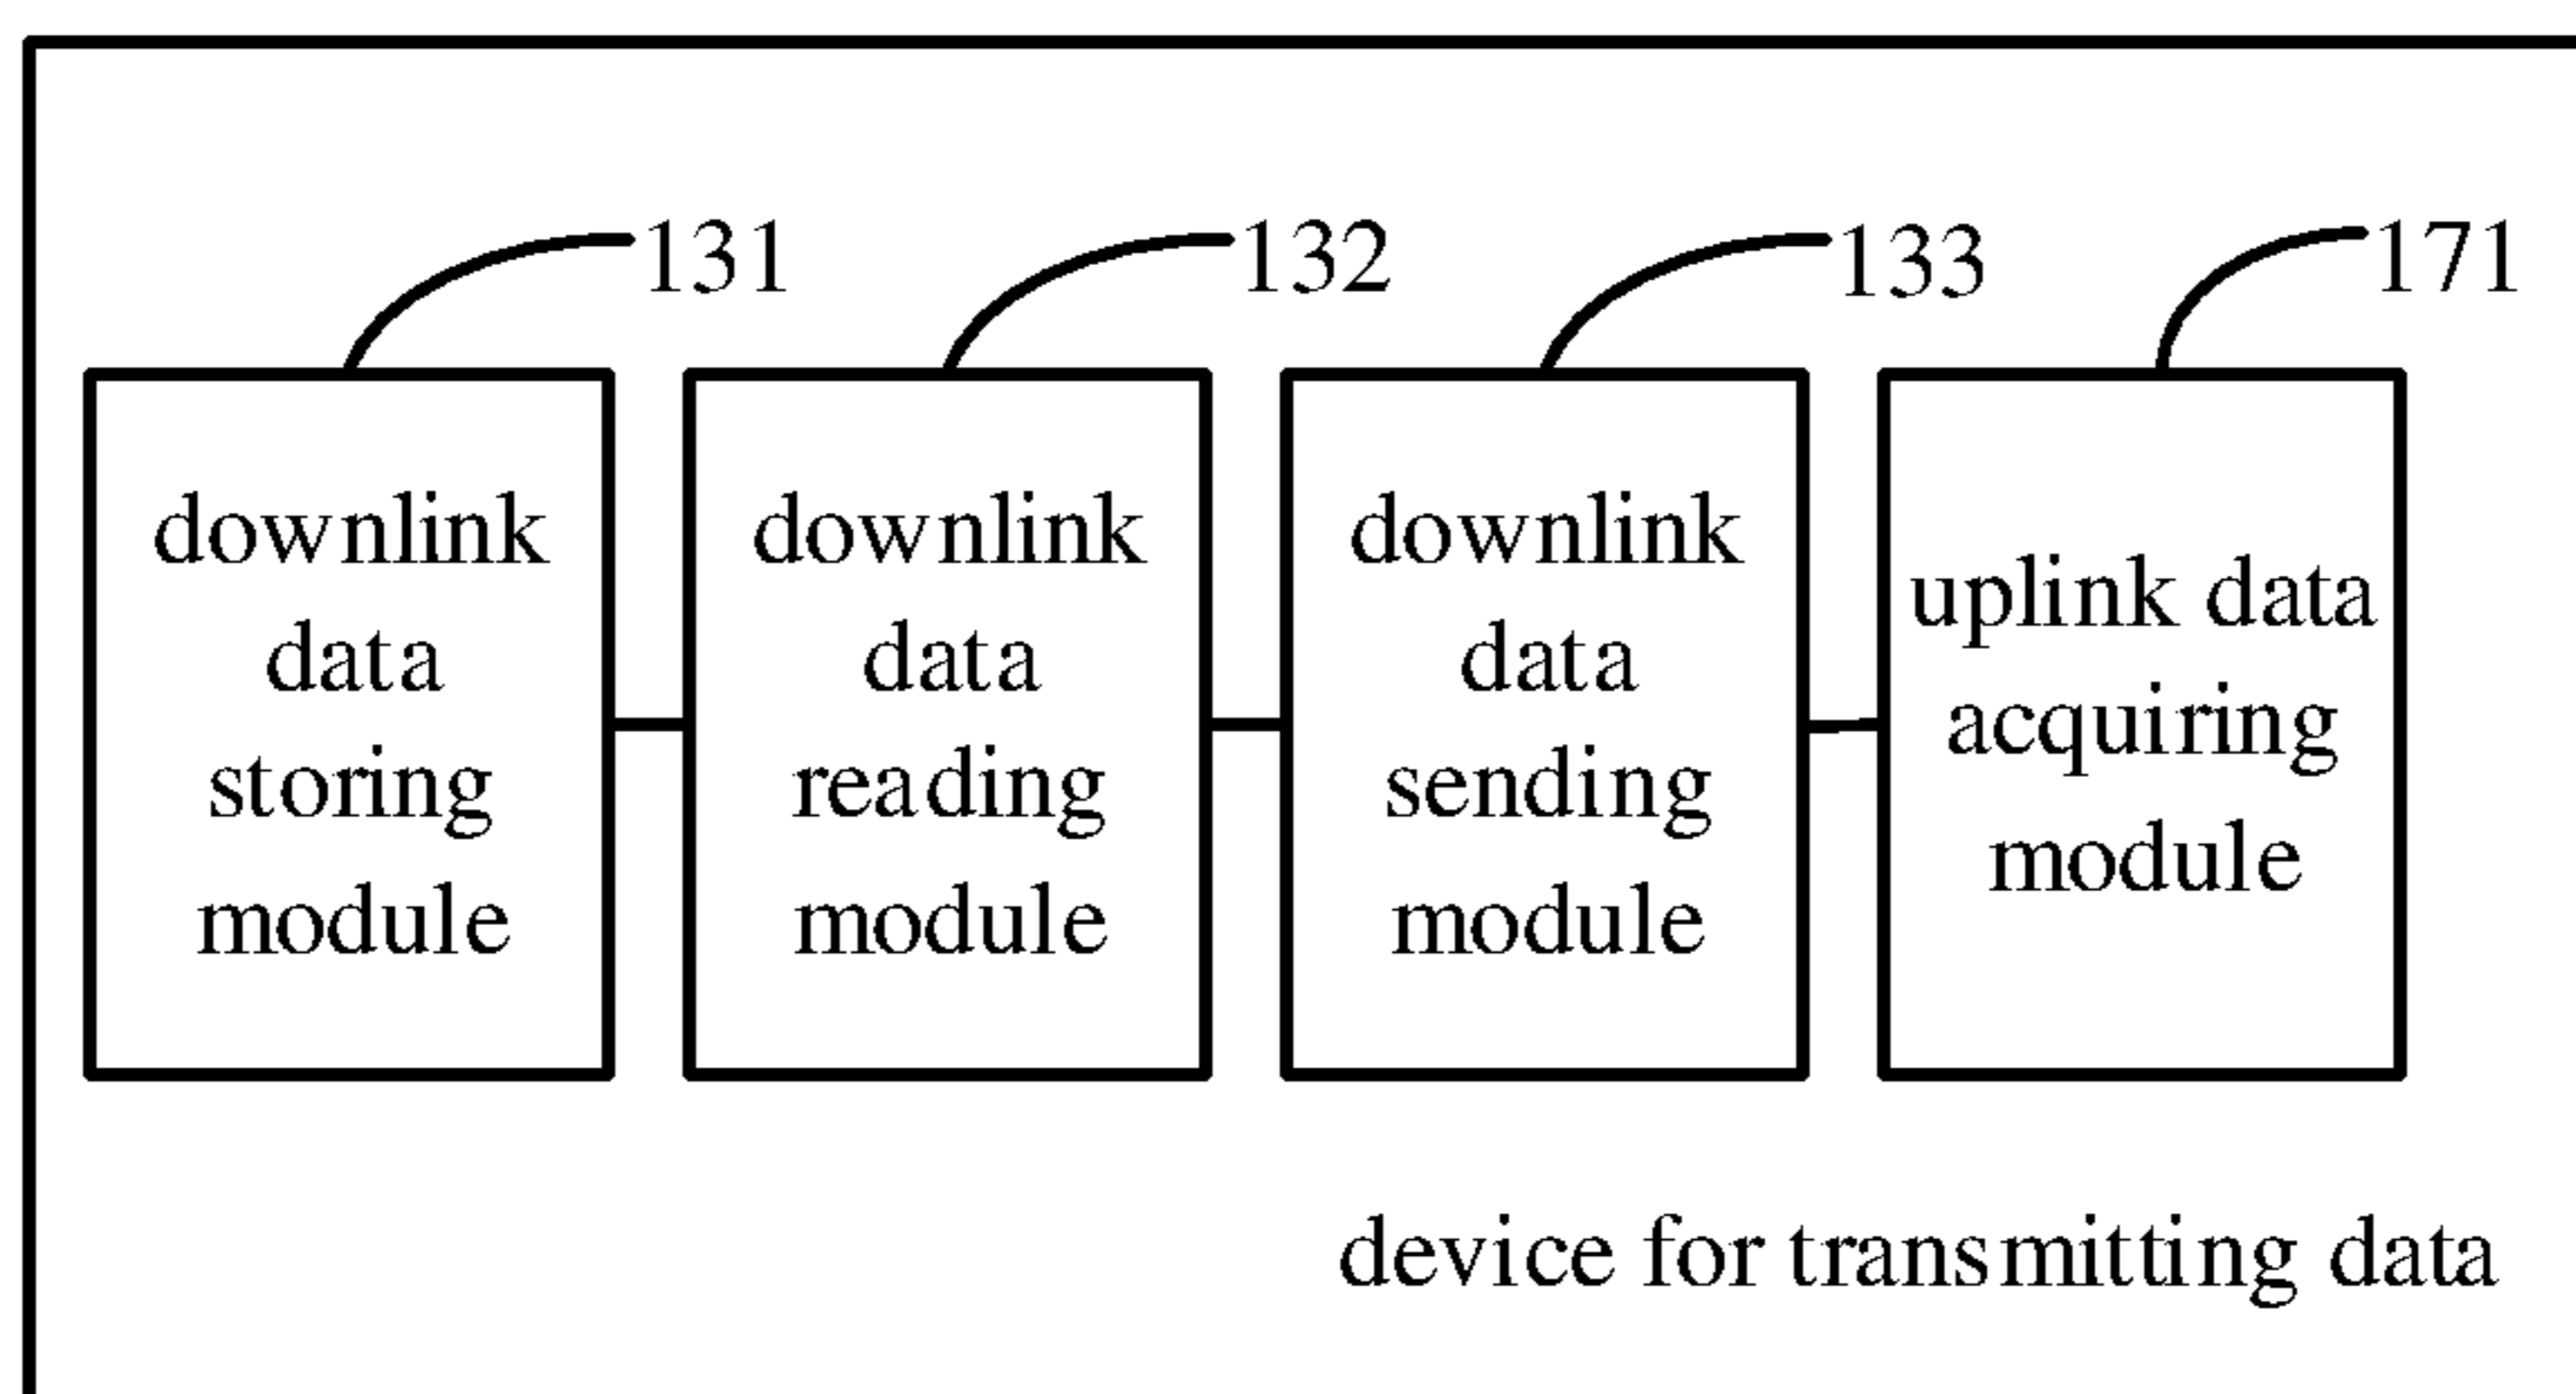 131
132
133
171
downlink
data
storing
module
downlink
data
reading
module
downlink
data
sending
module
uplink data
acquiring
module
device for transmitting data